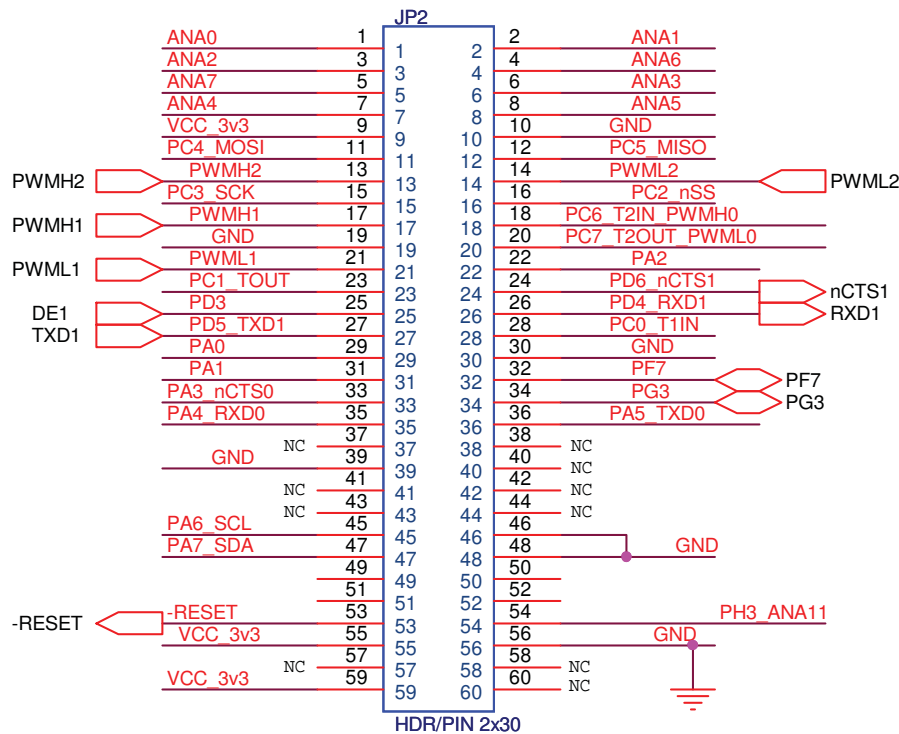 JP2
ANA0 1 1 2 2 ANA1
ANA2 3 3 4 4 ANA6
ANA7 5 5 6 6 ANA3
ANA4 7 7 8 8 ANA5
VCC_3v3 9 9 10 10 GND
PC4_MOSI 11 11 12 12 PC5_MISO
PWMH2 PWMH2 13 13 14 14 PWML2 PWML2
PC3_SCK 15 15 16 16 PC2_nSS
PWMH1 PWMH1 17 17 18 18 PC6_T2IN_PWMH0
GND 19 19 20 20 PC7_T2OUT_PWML0
PWML1 PWML1 21 21 22 22 PA2
PC1_TOUT 23 23 24 24 PD6_nCTS1 nCTS1
DE1 PD3 25 25 26 26 PD4_RXD1 RXD1
TXD1 PD5_TXD1 27 27 28 28 PC0_T1IN
PA0 29 29 30 30 GND
PA1 31 31 32 32 PF7 PF7
PA3_nCTS0 33 33 34 34 PG3 PG3
PA4_RXD0 35 35 36 36 PA5_TXD0
NC 37 37 38 38 NC
GND 39 39 40 40 NC
NC 41 41 42 42 NC
NC 43 43 44 44 NC
PA6_SCL 45 45 46 46
PA7_SDA 47 47 48 48 GND
49 49 50 50
51 51 52 52
-RESET -RESET 53 53 54 54 PH3_ANA11
VCC_3v3 55 55 56 56 GND
NC 57 57 58 58 NC
VCC_3v3 59 59 60 60 NC
HDR/PIN 2x30